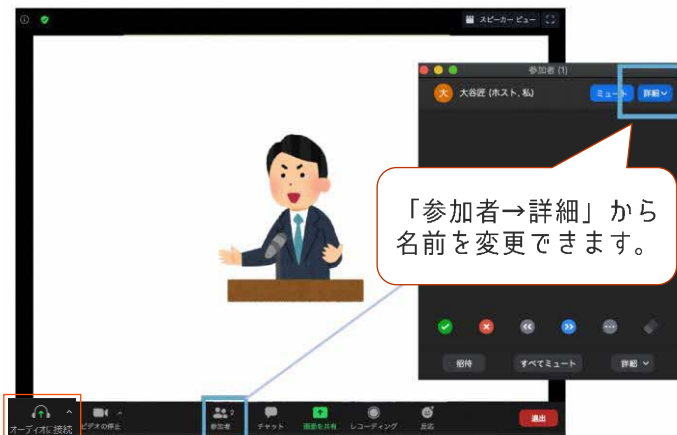 スピーカー ビュー
参加者 (1)
大
大谷匠 (ホスト, 私)
ミュート
詳細
「参加者→詳細」から
名前を変更できます。
招待
すべてミュート
詳細
オーディオに接続
ビデオの停止
参加者
チャット
画面を共有
レコーディング
反応
退出